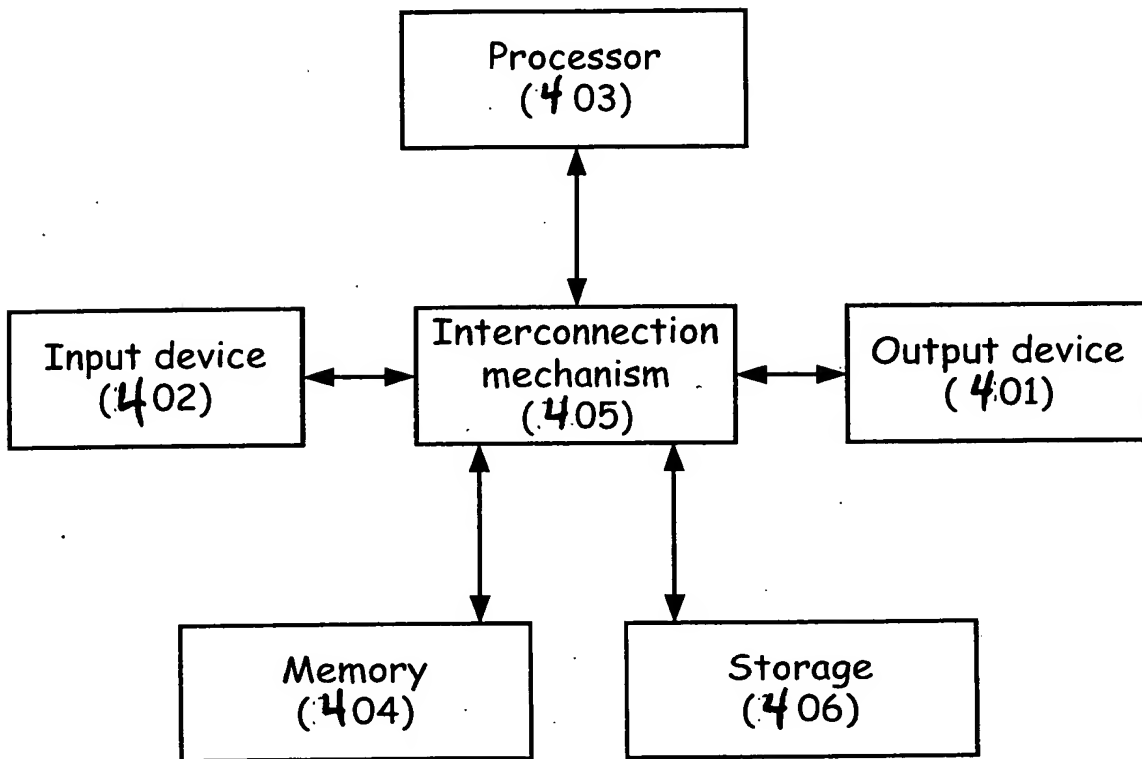 Processor
(403)
Input device
(402)
Interconnection
mechanism
(405)
Output device
(401)
Memory
(404)
Storage
(406)